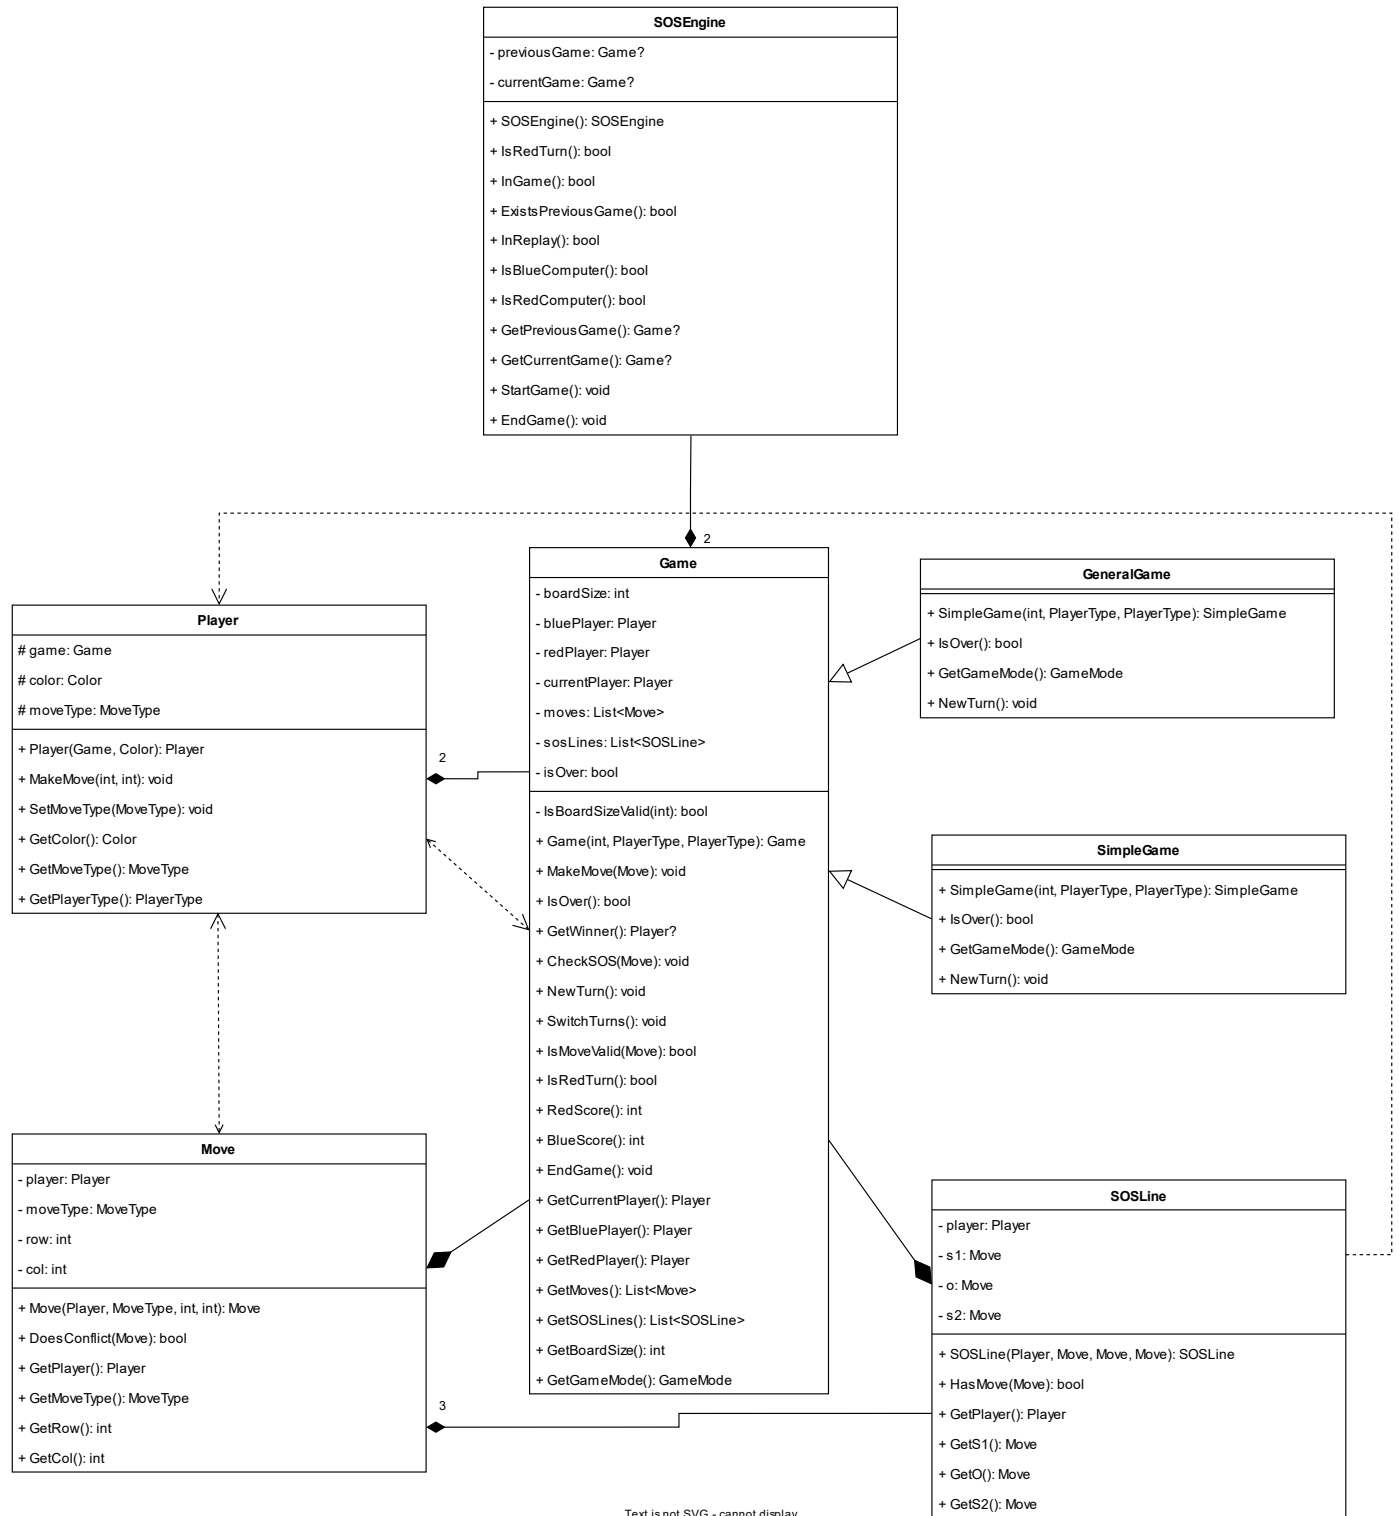 SOSEngine
- previousGame: Game?
- currentGame: Game?
+ SOSEngine(): SOSEngine
+ IsRedTurn(): bool
+ InGame(): bool
+ ExistsPreviousGame(): bool
+ InReplay(): bool
+ IsBlueComputer(): bool
+ IsRedComputer(): bool
+ GetPreviousGame(): Game?
+ GetCurrentGame(): Game?
+ StartGame(): void
+ EndGame(): void
2
Player
# game: Game
# color: Color
# moveType: MoveType
+ Player(Game, Color): Player
+ MakeMove(int, int): void
+ SetMoveType(MoveType): void
+ GetColor(): Color
+ GetMoveType(): MoveType
+ GetPlayerType(): PlayerType
2
Game
- boardSize: int
- bluePlayer: Player
- redPlayer: Player
- currentPlayer: Player
- moves: List<Move>
- sosLines: List<SOSLine>
- isOver: bool
- IsBoardSizeValid(int): bool
+ Game(int, PlayerType, PlayerType): Game
+ MakeMove(Move): void
+ IsOver(): bool
+ GetWinner(): Player?
+ CheckSOS(Move): void
+ NewTurn(): void
+ SwitchTurns(): void
+ IsMoveValid(Move): bool
+ IsRedTurn(): bool
+ RedScore(): int
+ BlueScore(): int
+ EndGame(): void
+ GetCurrentPlayer(): Player
+ GetBluePlayer(): Player
+ GetRedPlayer(): Player
+ GetMoves(): List<Move>
+ GetSOSLines(): List<SOSLine>
+ GetBoardSize(): int
+ GetGameMode(): GameMode
GeneralGame
+ SimpleGame(int, PlayerType, PlayerType): SimpleGame
+ IsOver(): bool
+ GetGameMode(): GameMode
+ NewTurn(): void
SimpleGame
+ SimpleGame(int, PlayerType, PlayerType): SimpleGame
+ IsOver(): bool
+ GetGameMode(): GameMode
+ NewTurn(): void
Move
- player: Player
- moveType: MoveType
- row: int
- col: int
+ Move(Player, MoveType, int, int): Move
+ DoesConflict(Move): bool
+ GetPlayer(): Player
+ GetMoveType(): MoveType
+ GetRow(): int
+ GetCol(): int
3
SOSLine
- player: Player
- s1: Move
- o: Move
- s2: Move
+ SOSLine(Player, Move, Move, Move): SOSLine
+ HasMove(Move): bool
+ GetPlayer(): Player
+ GetS1(): Move
+ GetO(): Move
+ GetS2(): Move
Text is not SVG - cannot display